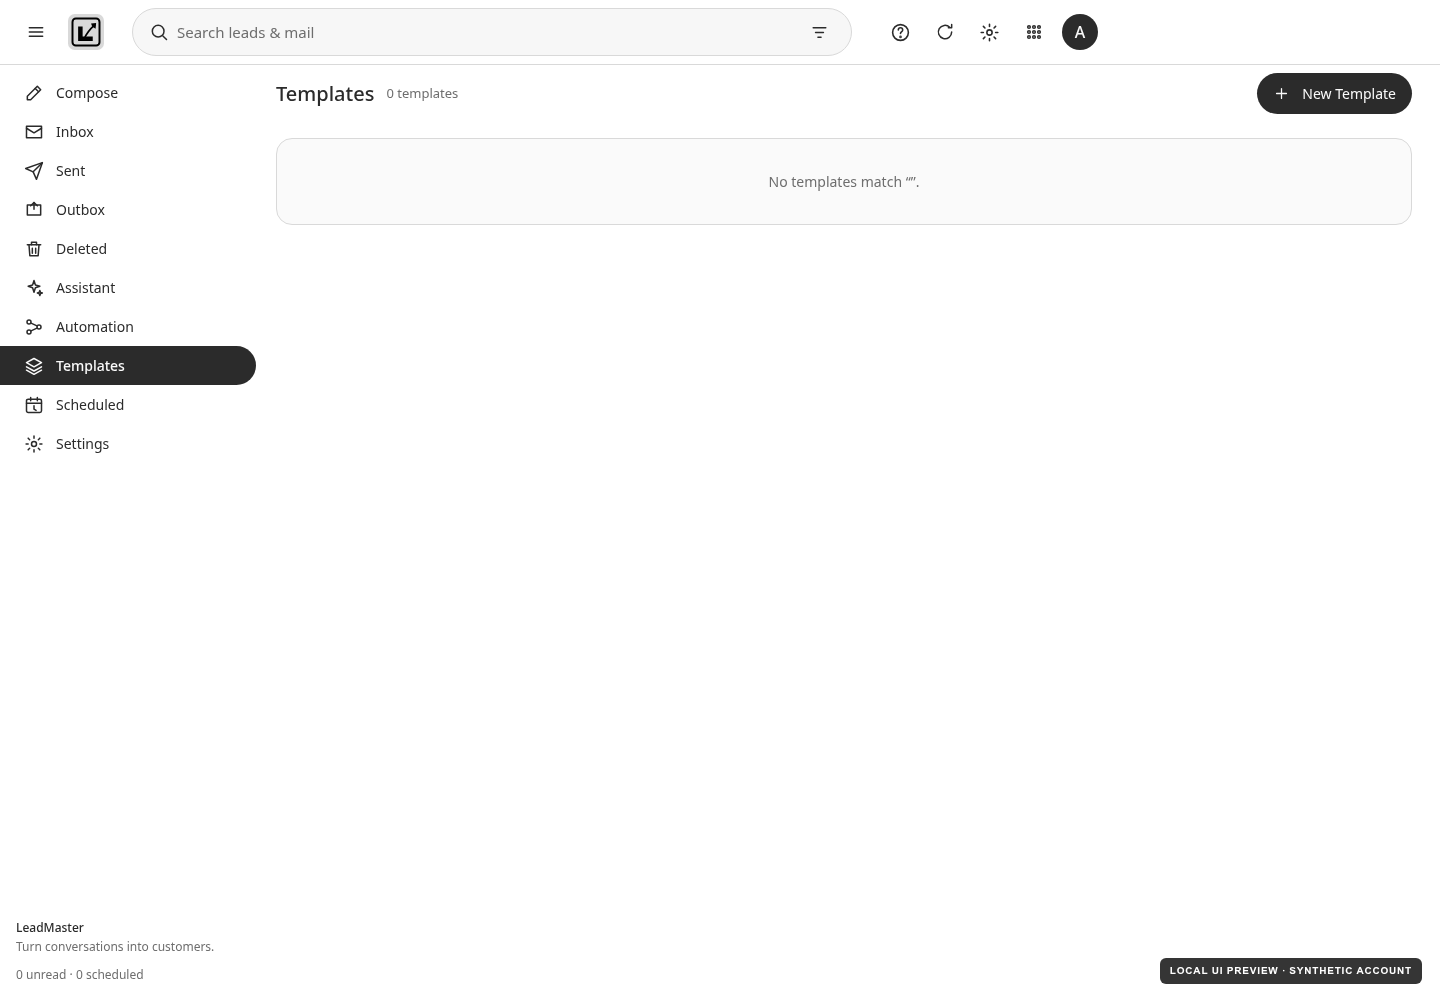 Search leads & mail
A
Compose
Inbox
Sent
Outbox
Deleted
Assistant
Automation
Templates
Scheduled
Settings
Templates 0 templates
New Template
No templates match “”.
LeadMaster
Turn conversations into customers.
0 unread · 0 scheduled
LOCAL UI PREVIEW · SYNTHETIC ACCOUNT